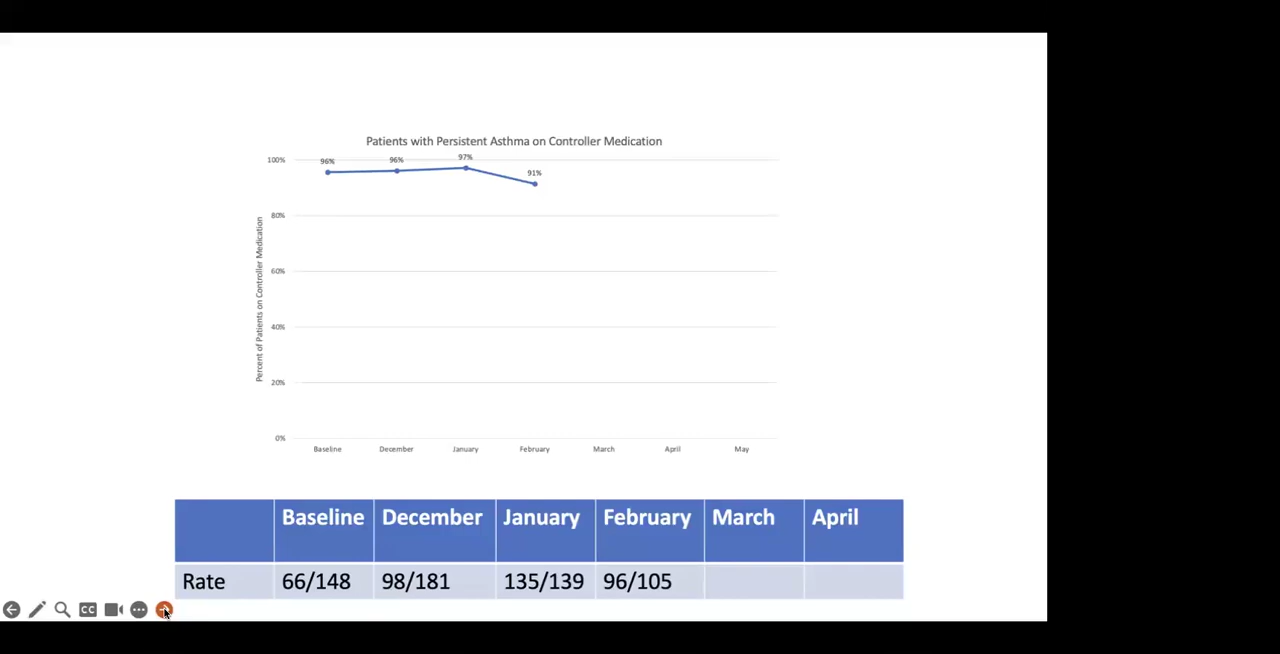 Patients with Persistent Asthma on Controller Medication
100%
96%
96%
97%
91%
80%
60%
40%
20%
0%
Percent of Patients on Controller Medication
Baseline December January February March April May
Baseline December January February March April
Rate 66/148 98/181 135/139 96/105
CC